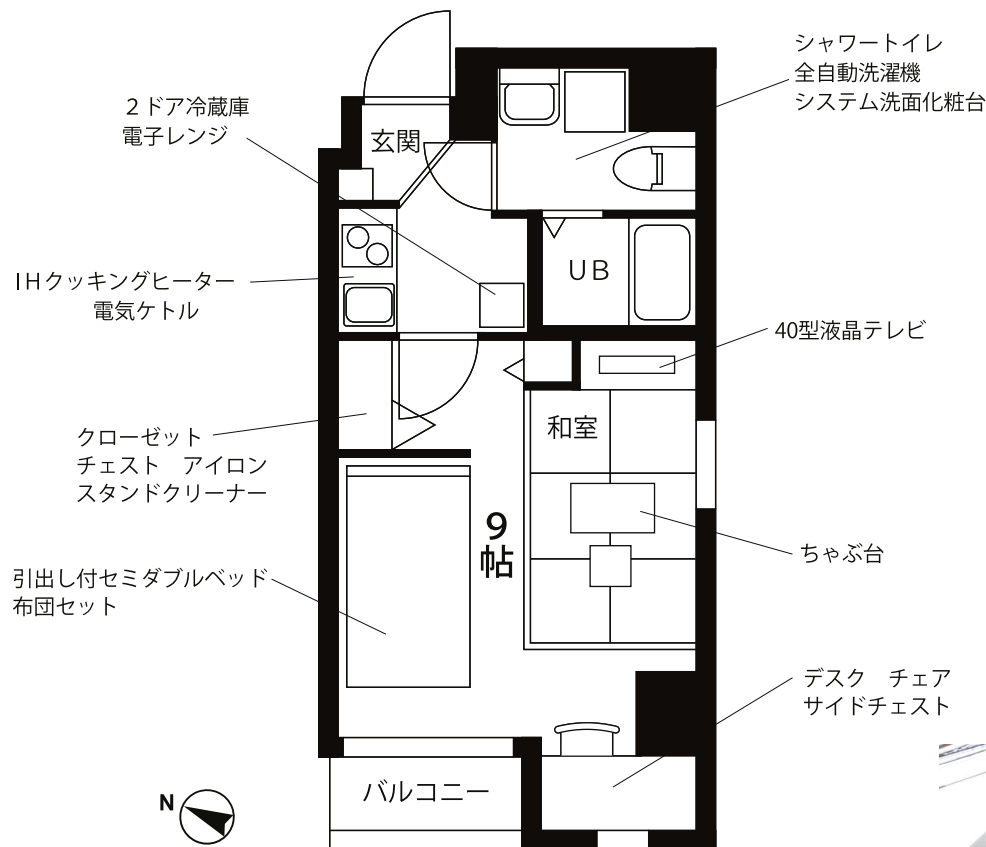 シャワートイレ
全自動洗濯機
システム洗面化粧台
２ドア冷蔵庫
電子レンジ
玄関
UB
IHクッキングヒーター
電気ケトル
40型液晶テレビ
和室
クローゼット
チェスト　アイロン
スタンドクリーナー
9
帖
ちゃぶ台
引出し付セミダブルベッド
布団セット
デスク　チェア
サイドチェスト
バルコニー
N